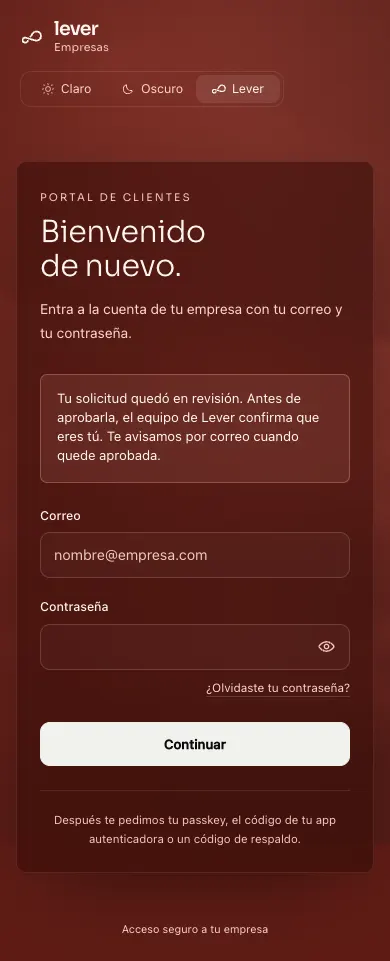 lever
Empresas
Claro
Oscuro
Lever
PORTAL DE CLIENTES
Bienvenido
de nuevo.
Entra a la cuenta de tu empresa con tu correo y
tu contraseña.
Tu solicitud quedó en revisión. Antes de
aprobarla, el equipo de Lever confirma que
eres tú. Te avisamos por correo cuando
quede aprobada.
Correo
nombre@empresa.com
Contraseña
¿Olvidaste tu contraseña?
Continuar
Después te pedimos tu passkey, el código de tu app
autenticadora o un código de respaldo.
Acceso seguro a tu empresa